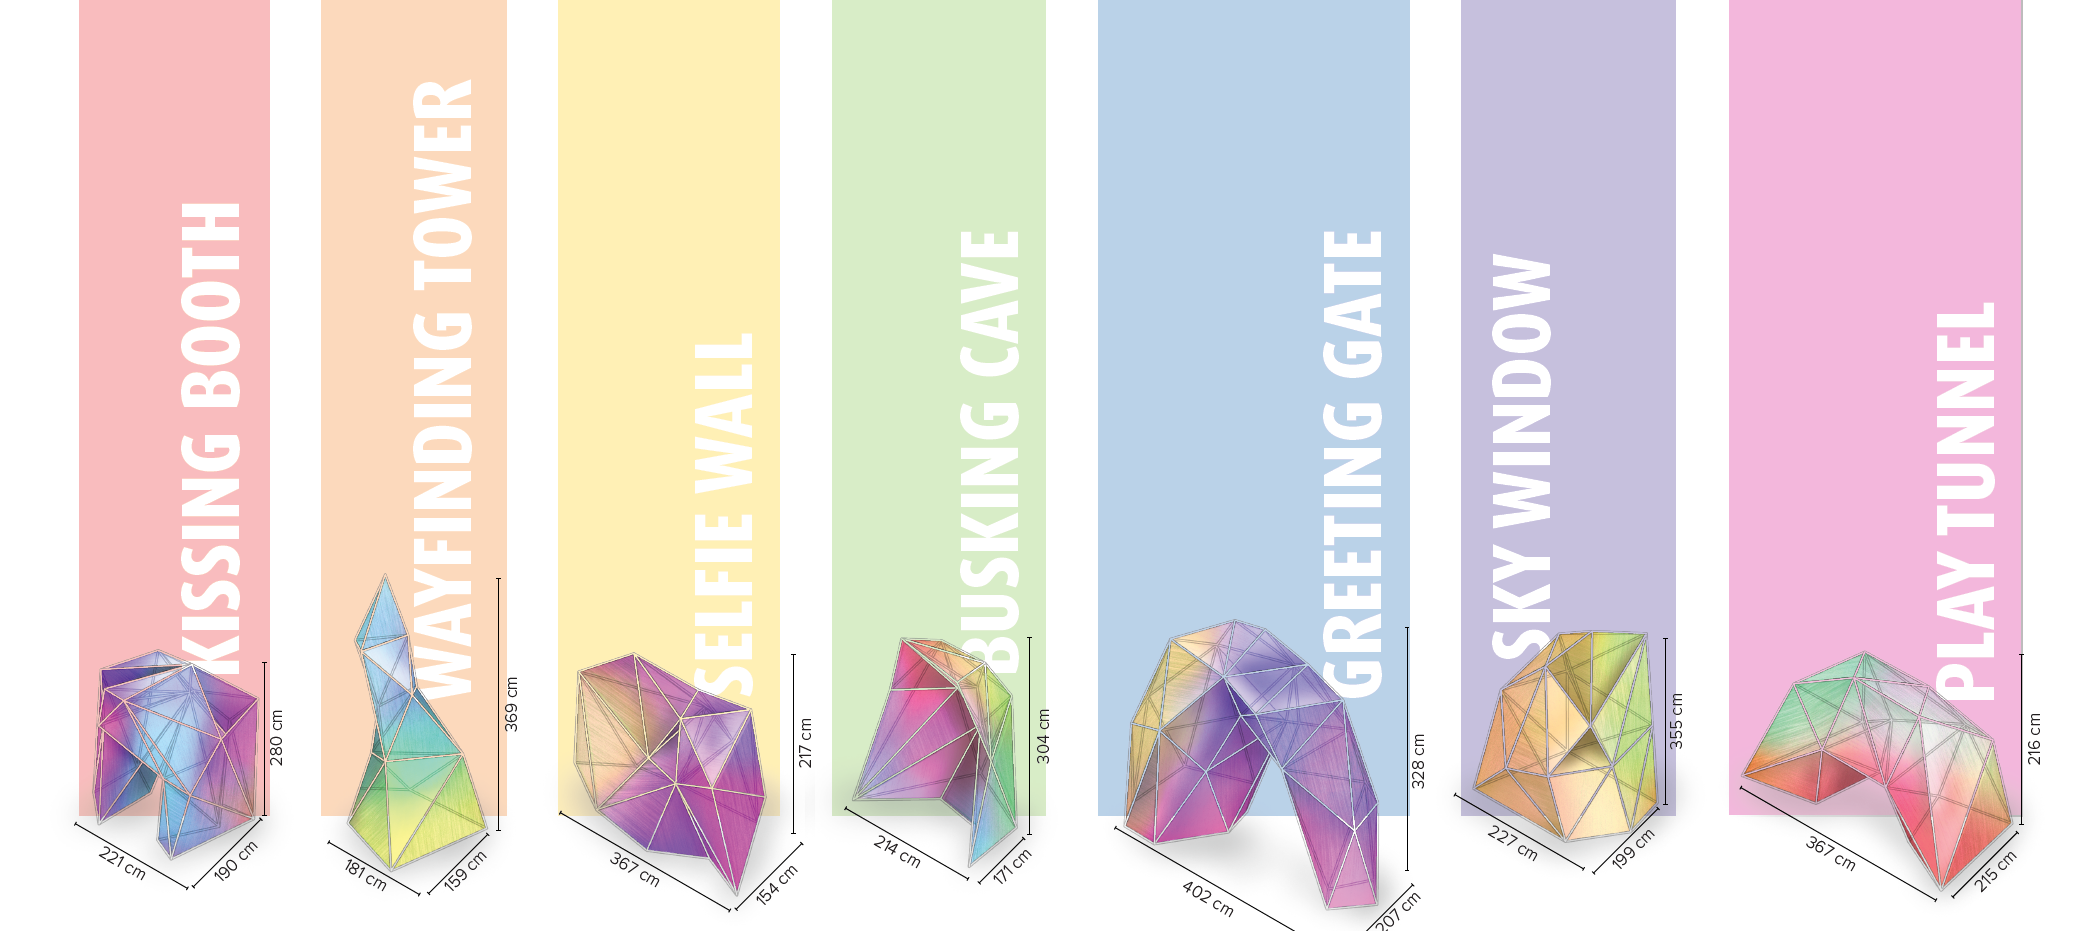 KISSING BOOTH
280 cm
221 cm
190 cm
WAYFINDING TOWER
369 cm
181 cm
159 cm
SELFIE WALL
217 cm
367 cm
154 cm
BUSKING CAVE
304 cm
214 cm
171 cm
GREETING GATE
328 cm
402 cm
207 cm
SKY WINDOW
355 cm
227 cm
199 cm
PLAY TUNNEL
216 cm
367 cm
215 cm